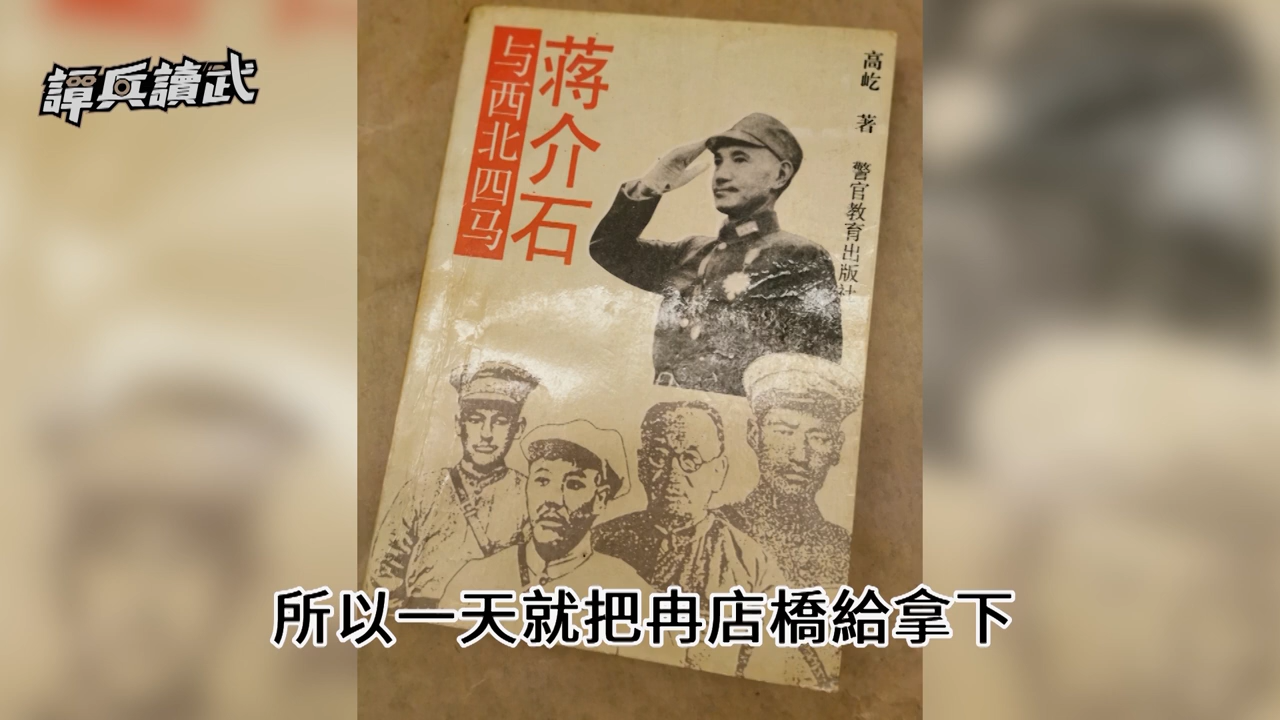 譚兵讀武
蒋介石
与西北四马
高屹 著
警官教育出版社
所以一天就把冉店橋給拿下